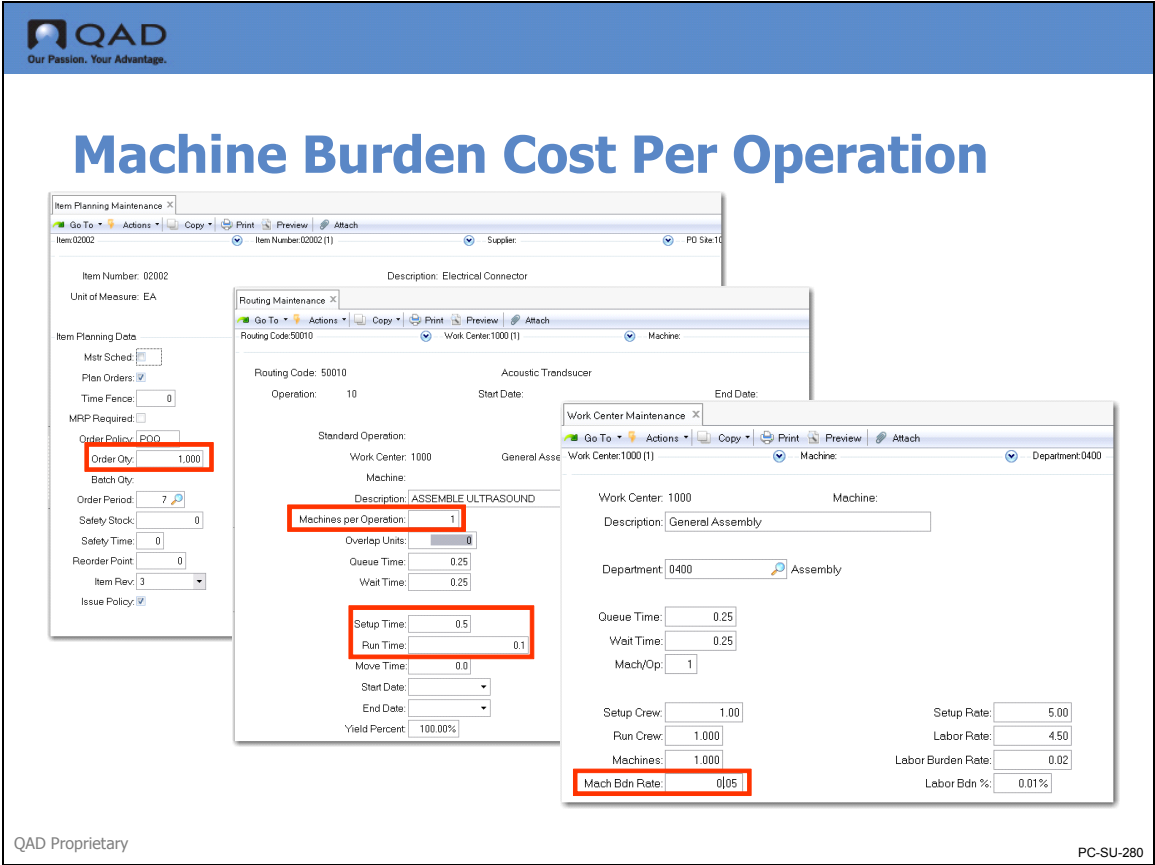 QAD
Our Passion. Your Advantage.
Machine Burden Cost Per Operation
Item Planning Maintenance X
Go To Actions Copy Print Preview Attach
Item:02002 Item Number:02002 (1) Supplier: PO Site:10
Item Number: 02002 Description: Electrical Connector
Unit of Measure: EA
Item Planning Data
Mstr Sched:
Plan Orders:
Time Fence: 0
MRP Required:
Order Policy: POQ
Order Qty: 1,000
Batch Qty:
Order Period: 7
Safety Stock: 0
Safety Time: 0
Reorder Point: 0
Item Rev: 3
Issue Policy:
Routing Maintenance X
Go To Actions Copy Print Preview Attach
Routing Code:50010 Work Center:1000 (1) Machine:
Routing Code: 50010 Acoustic Trandsucer
Operation: 10 Start Date: End Date:
Standard Operation:
Work Center: 1000 General Asse
Machine:
Description: ASSEMBLE ULTRASOUND
Machines per Operation: 1
Overlap Units: 0
Queue Time: 0.25
Wait Time: 0.25
Setup Time: 0.5
Run Time: 0.1
Move Time: 0.0
Start Date:
End Date:
Yield Percent: 100.00%
Work Center Maintenance X
Go To Actions Copy Print Preview Attach
Work Center:1000 (1) Machine: Department:0400
Work Center: 1000 Machine:
Description: General Assembly
Department: 0400 Assembly
Queue Time: 0.25
Wait Time: 0.25
Mach/Op: 1
Setup Crew: 1.00 Setup Rate: 5.00
Run Crew: 1.000 Labor Rate: 4.50
Machines: 1.000 Labor Burden Rate: 0.02
Mach Bdn Rate: 0.05 Labor Bdn %: 0.01%
QAD Proprietary
PC-SU-280